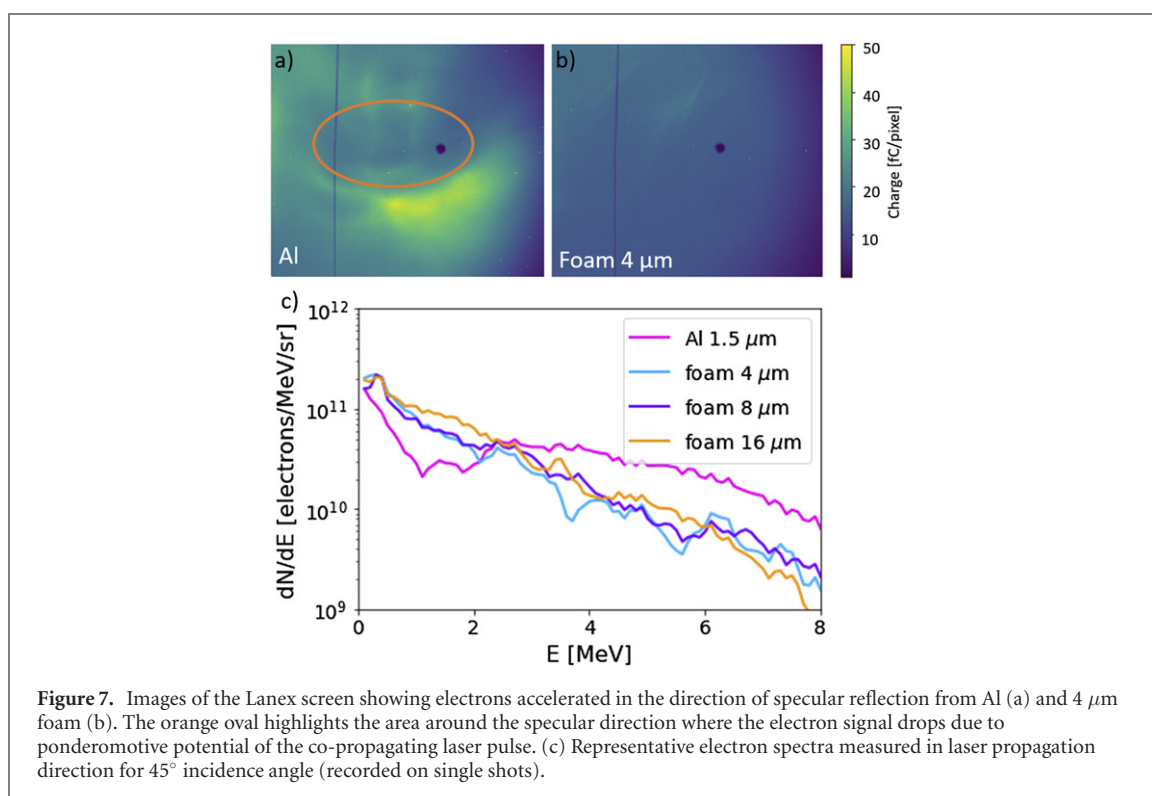 a)
Al
b)
Foam 4 µm
50
40
30
20
10
Charge [fC/pixel]
c)
10¹²
10¹¹
10¹⁰
10⁹
dN/dE [electrons/MeV/sr]
Al 1.5 µm
foam 4 µm
foam 8 µm
foam 16 µm
0 2 4 6 8
E [MeV]
Figure 7. Images of the Lanex screen showing electrons accelerated in the direction of specular reflection from Al (a) and 4 µm
foam (b). The orange oval highlights the area around the specular direction where the electron signal drops due to
ponderomotive potential of the co-propagating laser pulse. (c) Representative electron spectra measured in laser propagation
direction for 45° incidence angle (recorded on single shots).